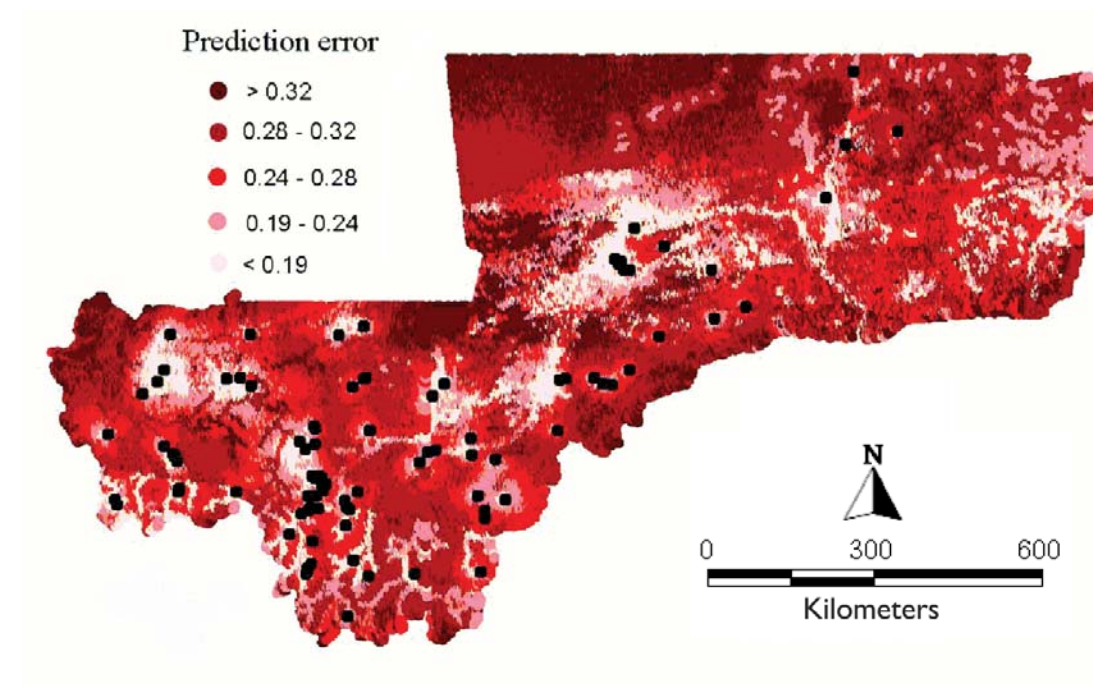 Prediction error
> 0.32
0.28 - 0.32
0.24 - 0.28
0.19 - 0.24
< 0.19
N
0 300 600
Kilometers